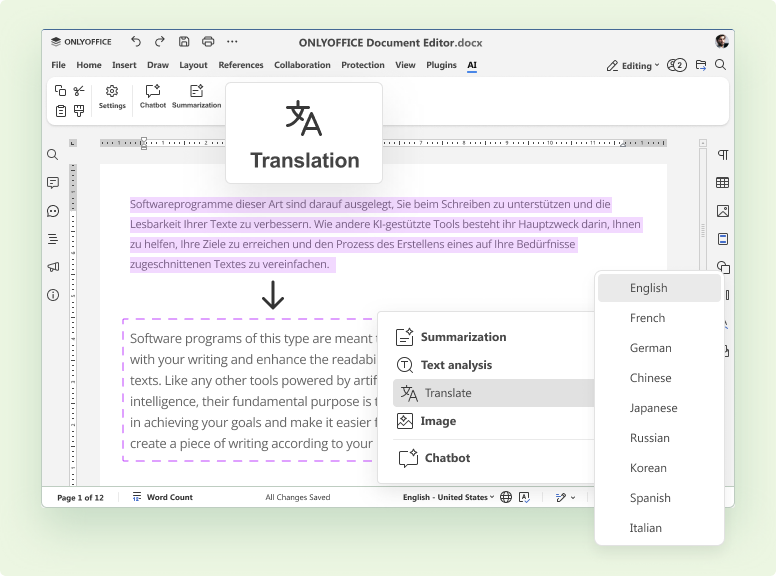 ONLYOFFICE
ONLYOFFICE Document Editor.docx
File Home Insert Draw Layout References Collaboration Protection View Plugins AI
Editing 2
Settings Chatbot Summarization
Translation
Softwareprogramme dieser Art sind darauf ausgelegt, Sie beim Schreiben zu unterstützen und die
Lesbarkeit Ihrer Texte zu verbessern. Wie andere KI-gestützte Tools besteht ihr Hauptzweck darin, Ihnen
zu helfen, Ihre Ziele zu erreichen und den Prozess des Erstellens eines auf Ihre Bedürfnisse
zugeschnittenen Textes zu vereinfachen.
Software programs of this type are meant
with your writing and enhance the readabi
texts. Like any other tools powered by artif
intelligence, their fundamental purpose is
in achieving your goals and make it easier
create a piece of writing according to your
Summarization
Text analysis
Translate
Image
Chatbot
English
French
German
Chinese
Japanese
Russian
Korean
Spanish
Italian
Page 1 of 12 Word Count All Changes Saved English - United States